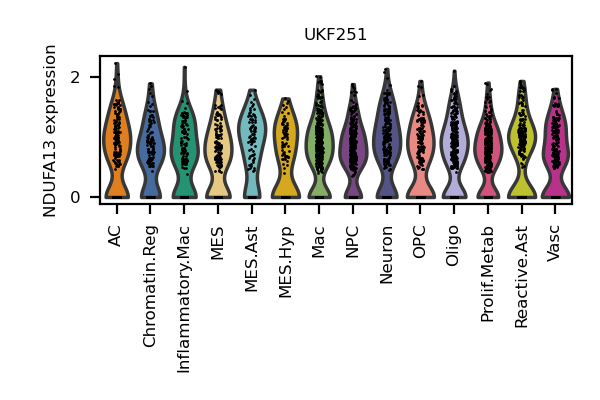 UKF251
NDUFA13 expression
2
0
AC
Chromatin.Reg
Inflammatory.Mac
MES
MES.Ast
MES.Hyp
Mac
NPC
Neuron
OPC
Oligo
Prolif.Metab
Reactive.Ast
Vasc